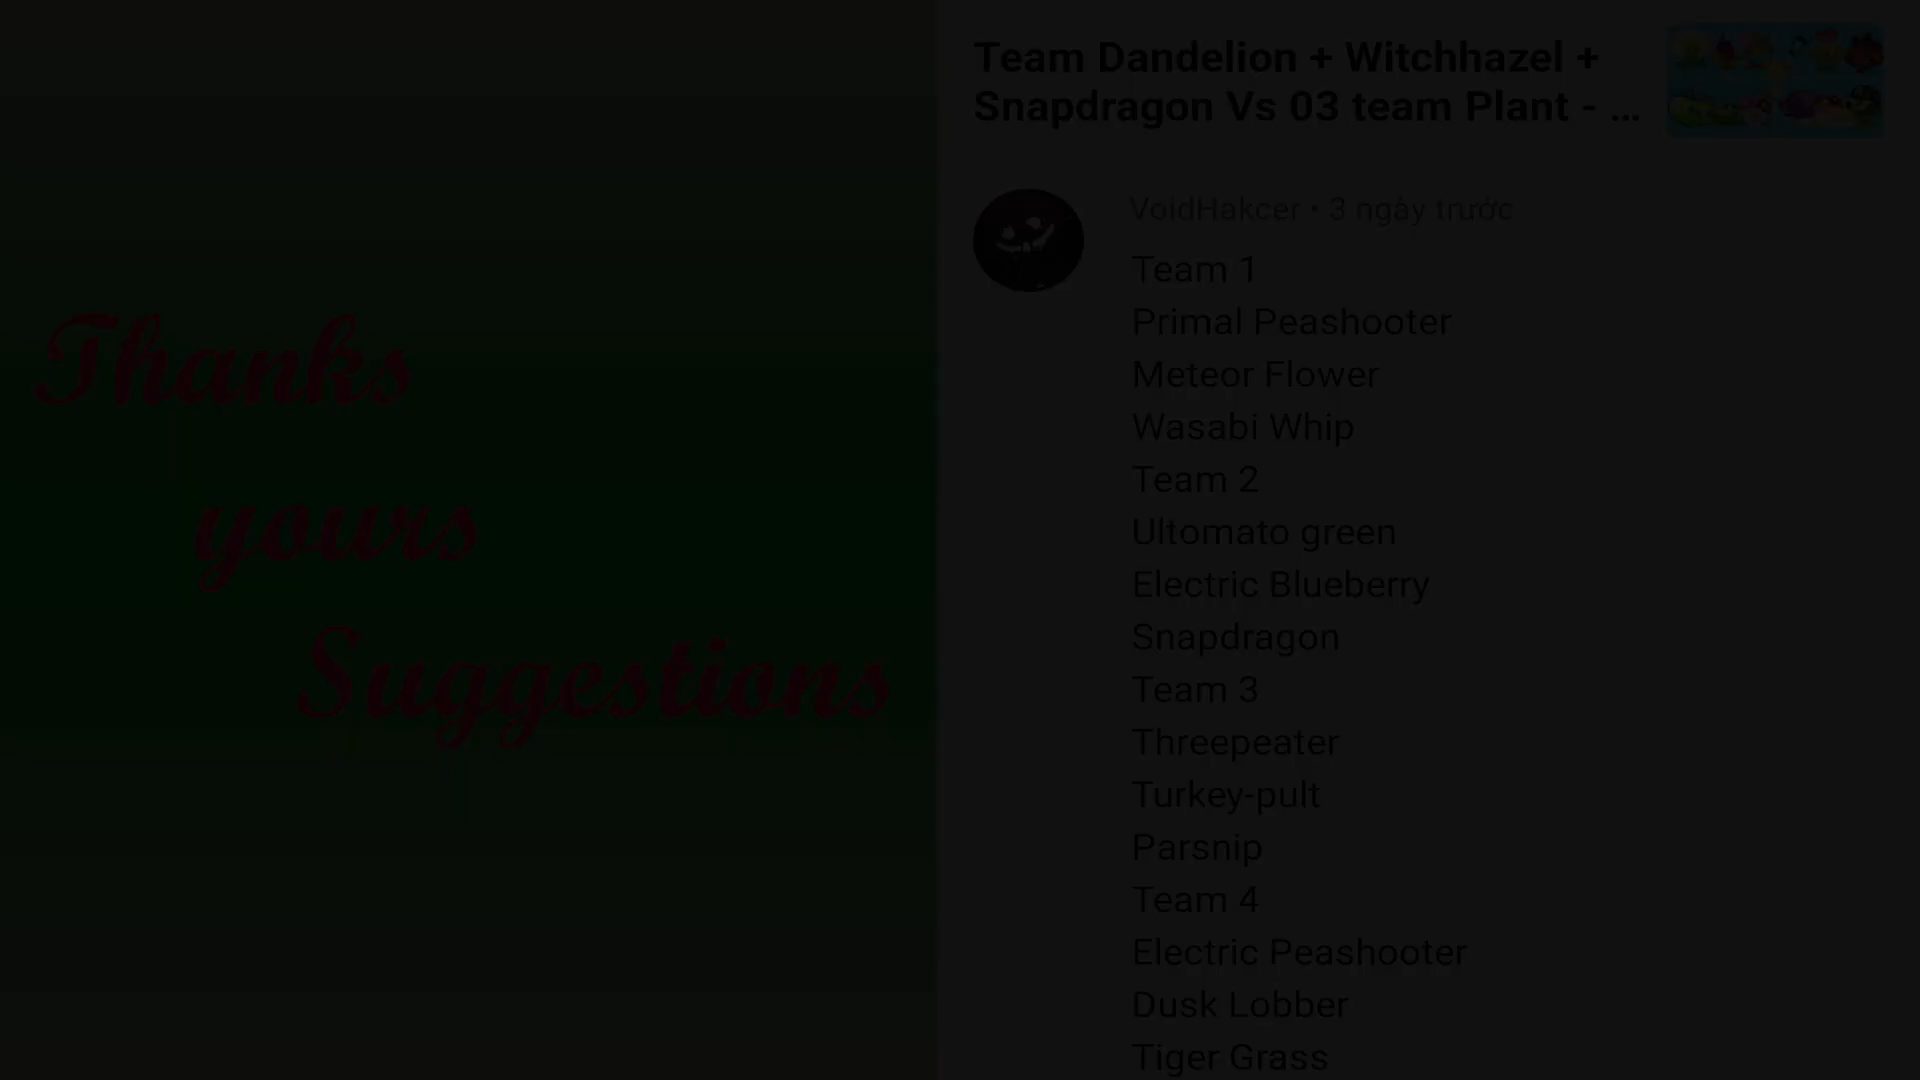 Thanks
yours
Suggestions
Team Dandelion + Witchhazel +
Snapdragon Vs 03 team Plant - ...
VoidHakcer • 3 ngày trước
Team 1
Primal Peashooter
Meteor Flower
Wasabi Whip
Team 2
Ultomato green
Electric Blueberry
Snapdragon
Team 3
Threepeater
Turkey-pult
Parsnip
Team 4
Electric Peashooter
Dusk Lobber
Tiger Grass